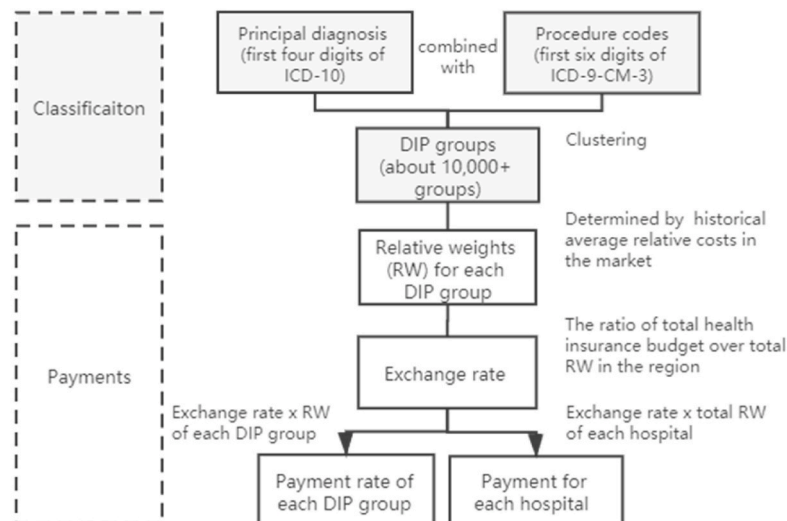 Principal diagnosis
(first four digits of
ICD-10)
combined
with
Procedure codes
(first six digits of
ICD-9-CM-3)
Classificaiton
DIP groups
(about 10,000+
groups)
Clustering
Relative weights
(RW) for each
DIP group
Determined by historical
average relative costs in
the market
Payments
Exchange rate
The ratio of total health
insurance budget over total
RW in the region
Exchange rate x RW
of each DIP group
Exchange rate x total RW
of each hospital
Payment rate of
each DIP group
Payment for
each hospital